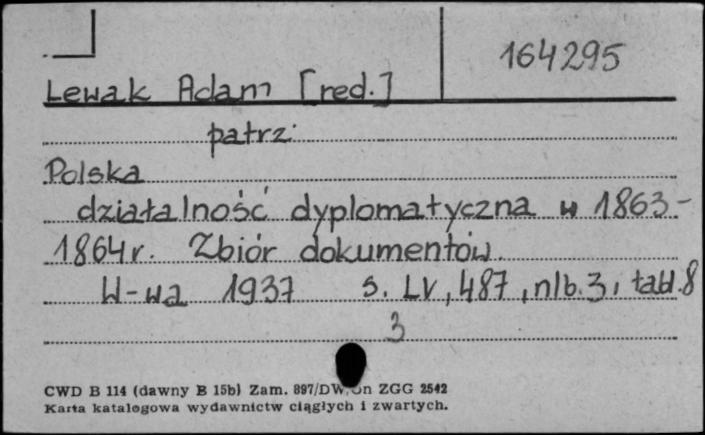 164295
Lewak Adam [red.]
patrz:
Polska
działalność dyplomatyczna w 1863-
1864r. Zbiór dokumentów.
W-wa 1937 s. LV, 487, nlb. 3, tabl. 8
3
CWD B 114 (dawny B 15b) Zam. 897/DW/Dn ZGG 2542
Karta katalogowa wydawnictw ciągłych i zwartych.